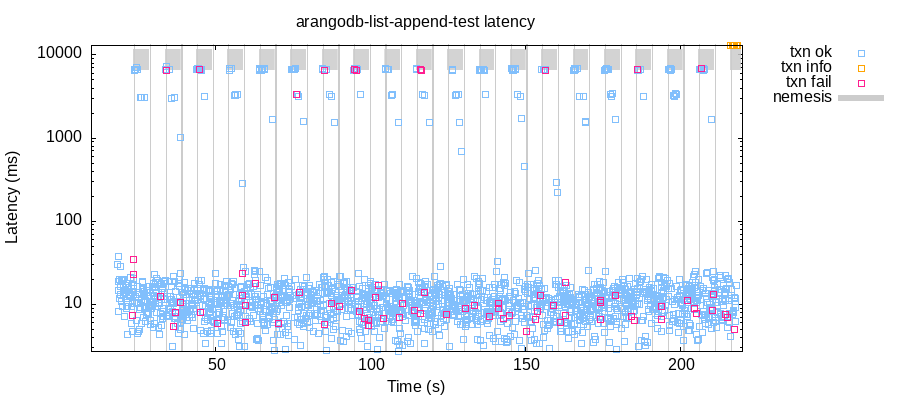 arangodb-list-append-test latency
10000
1000
100
10
Latency (ms)
50
100
150
200
Time (s)
txn ok
txn info
txn fail
nemesis